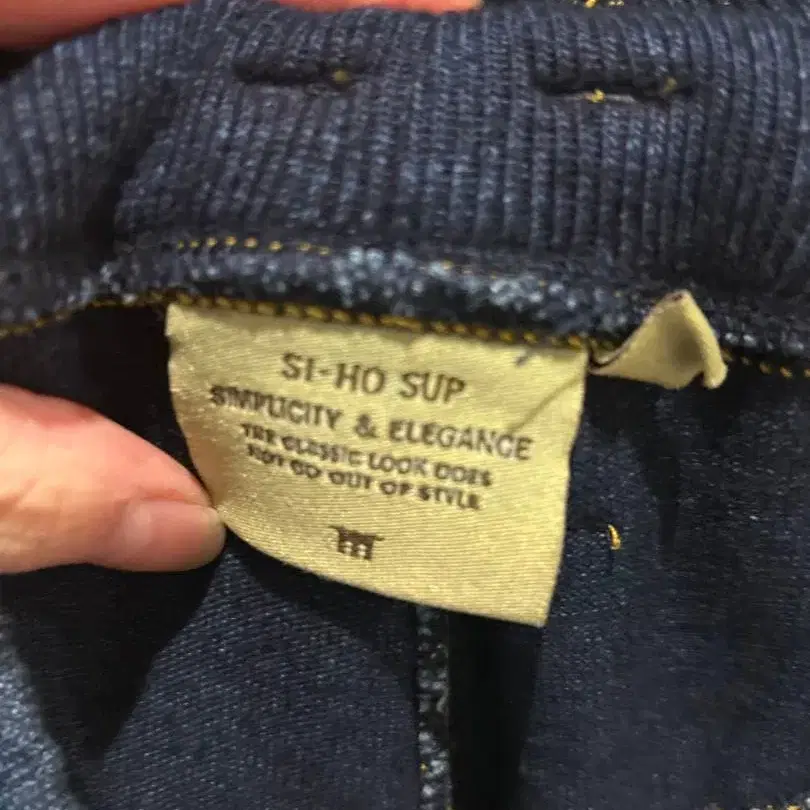 SI-HO SUP
SIMPLICITY & ELEGANCE
THE CLASSIC LOOK DOES
NOT GO OUT OF STYLE